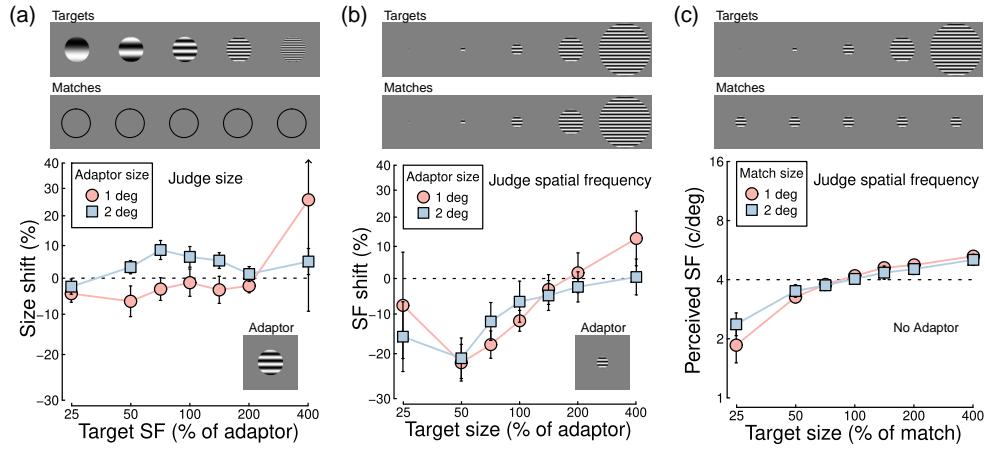 (a)
Targets
Matches
Size shift (%)
40
30
20
10
0
−10
−20
−30
Adaptor size
1 deg
2 deg
Judge size
Adaptor
25
50
100
200
400
Target SF (% of adaptor)
(b)
Targets
Matches
SF shift (%)
40
30
20
10
0
−10
−20
−30
Adaptor size
1 deg
2 deg
Judge spatial frequency
Adaptor
25
50
100
200
400
Target size (% of adaptor)
(c)
Targets
Matches
Perceived SF (c/deg)
16
8
4
2
1
Match size
1 deg
2 deg
Judge spatial frequency
No Adaptor
25
50
100
200
400
Target size (% of match)